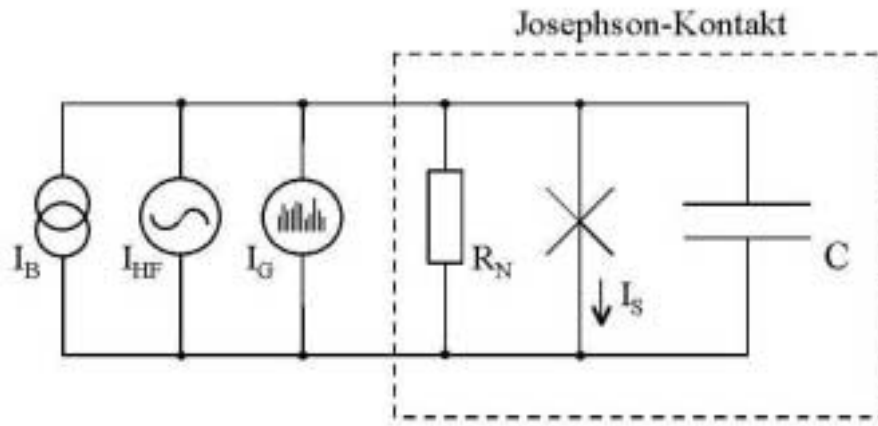 Josephson-Kontakt
I_B
I_HF
I_G
R_N
I_S
C